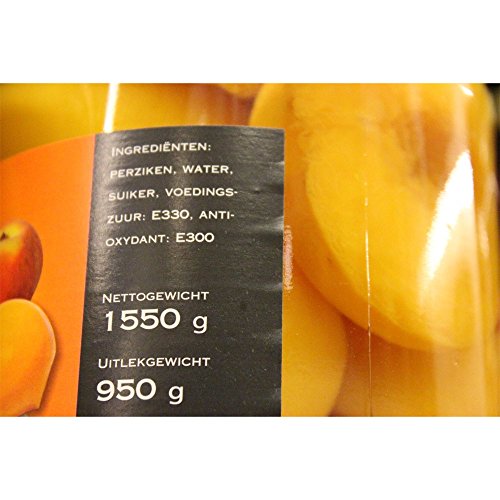 INGREDIËNTEN:
PERZIKEN, WATER,
SUIKER, VOEDINGS-
ZUUR: E330, ANTI-
OXYDANT: E300
NETTOGEWICHT
1550 g
UITLEKGEWICHT
950 g